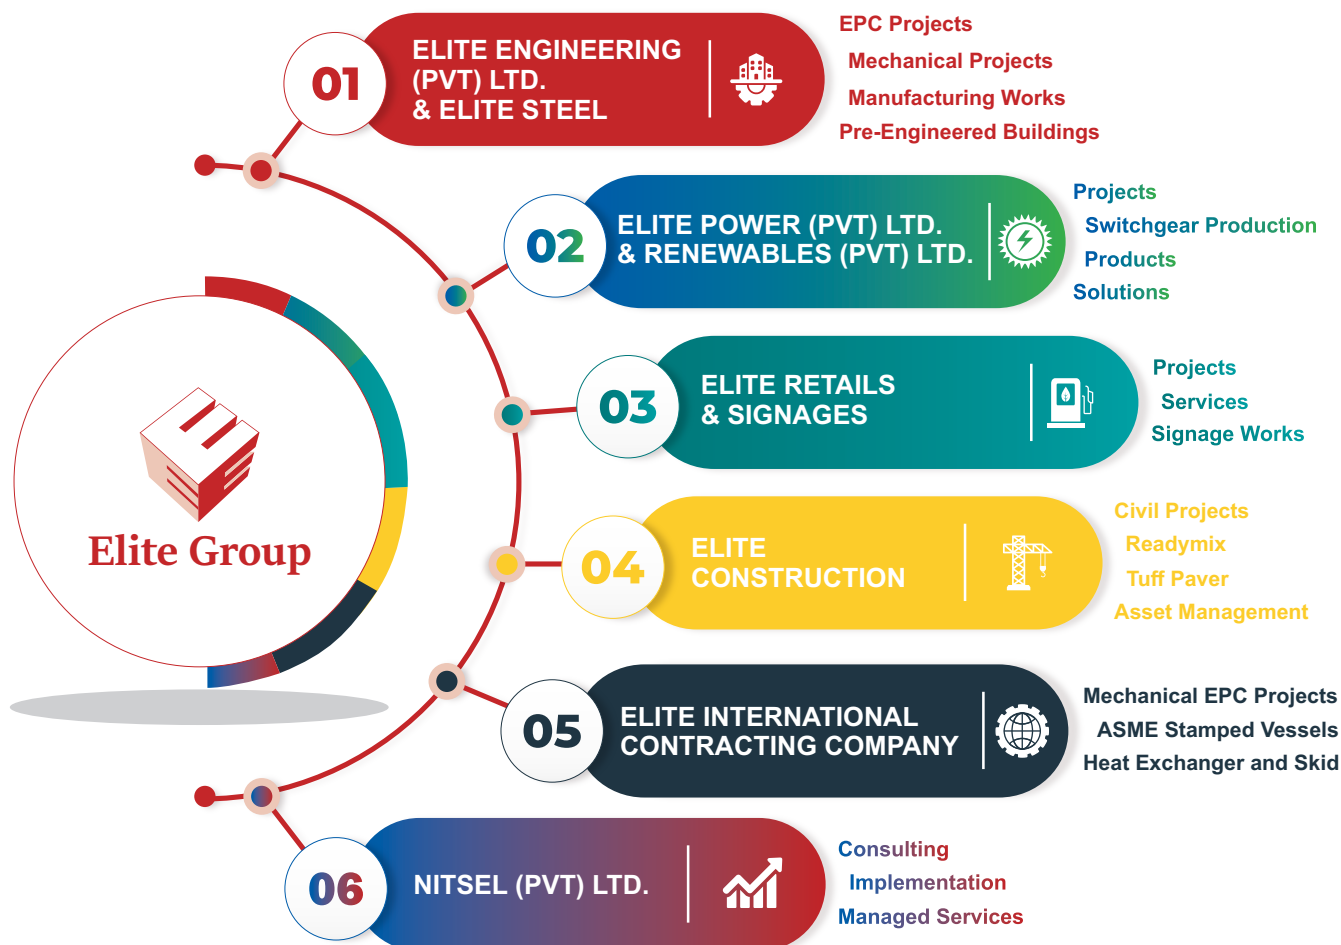 01
ELITE ENGINEERING
(PVT) LTD.
& ELITE STEEL
EPC Projects
Mechanical Projects
Manufacturing Works
Pre-Engineered Buildings
02
ELITE POWER (PVT) LTD.
& RENEWABLES (PVT) LTD.
Projects
Switchgear Production
Products
Solutions
03
ELITE RETAILS
& SIGNAGES
Projects
Services
Signage Works
Elite Group
04
ELITE
CONSTRUCTION
Civil Projects
Readymix
Tuff Paver
Asset Management
05
ELITE INTERNATIONAL
CONTRACTING COMPANY
Mechanical EPC Projects
ASME Stamped Vessels
Heat Exchanger and Skid
06
NITSEL (PVT) LTD.
Consulting
Implementation
Managed Services